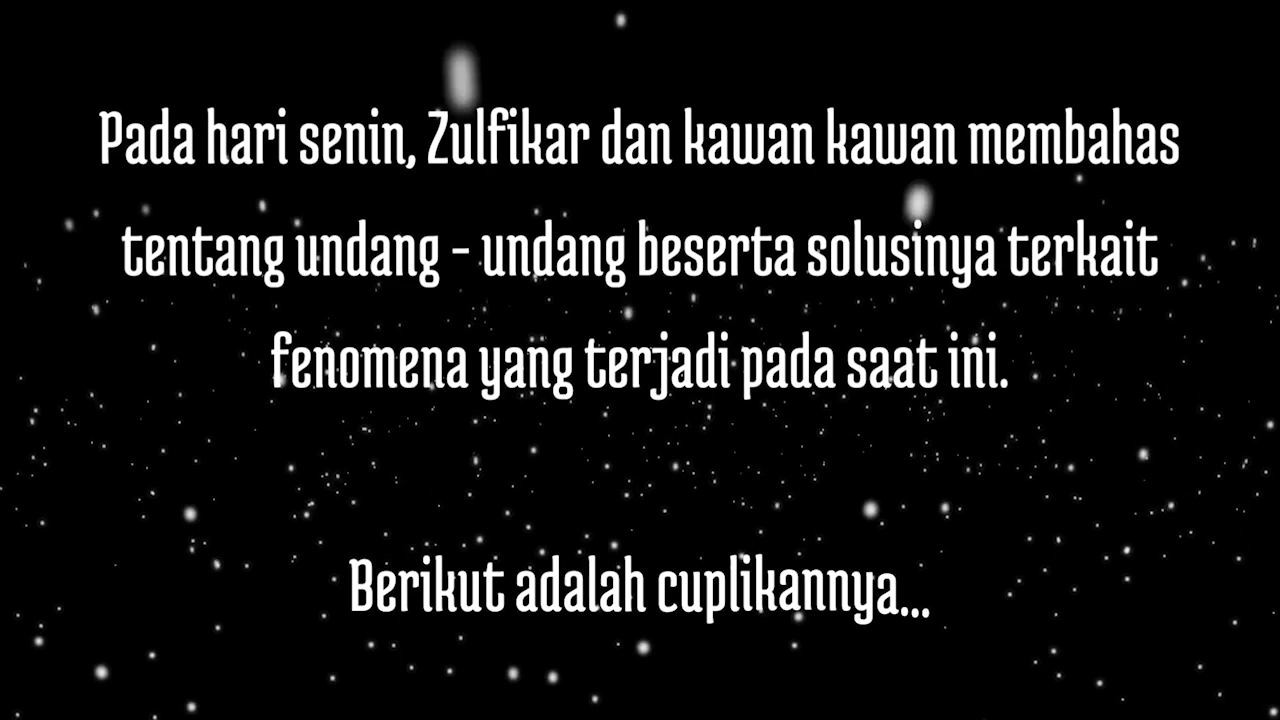 Pada hari senin, Zulfikar dan kawan kawan membahas
tentang undang - undang beserta solusinya terkait
fenomena yang terjadi pada saat ini.
Berikut adalah cuplikannya...